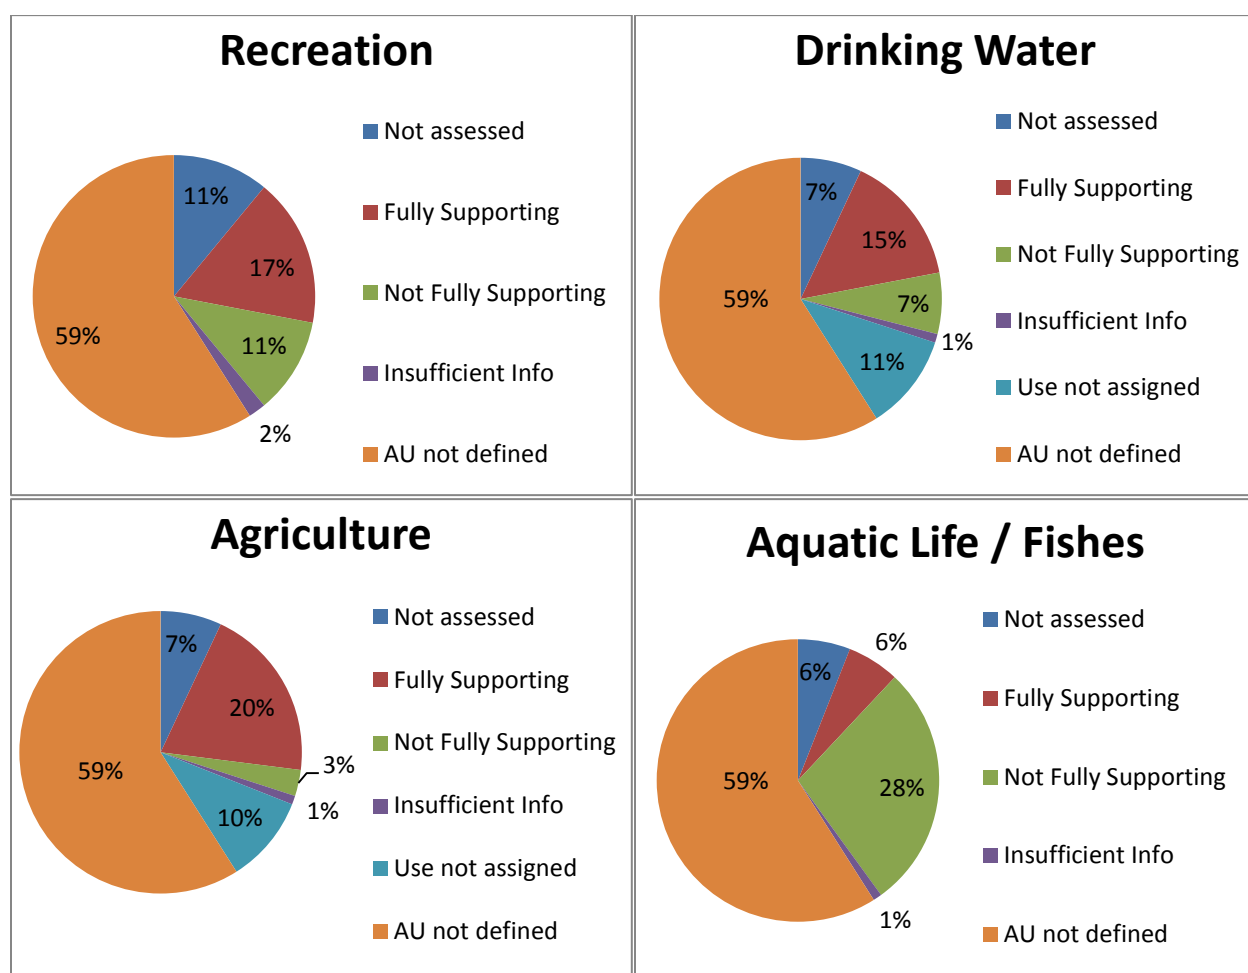 Recreation
Not assessed
Fully Supporting
Not Fully Supporting
Insufficient Info
AU not defined
11%
17%
11%
2%
59%
Drinking Water
Not assessed
Fully Supporting
Not Fully Supporting
Insufficient Info
Use not assigned
AU not defined
7%
15%
7%
1%
11%
59%
Agriculture
Not assessed
Fully Supporting
Not Fully Supporting
Insufficient Info
Use not assigned
AU not defined
7%
20%
3%
1%
10%
59%
Aquatic Life / Fishes
Not assessed
Fully Supporting
Not Fully Supporting
Insufficient Info
AU not defined
6%
6%
28%
1%
59%